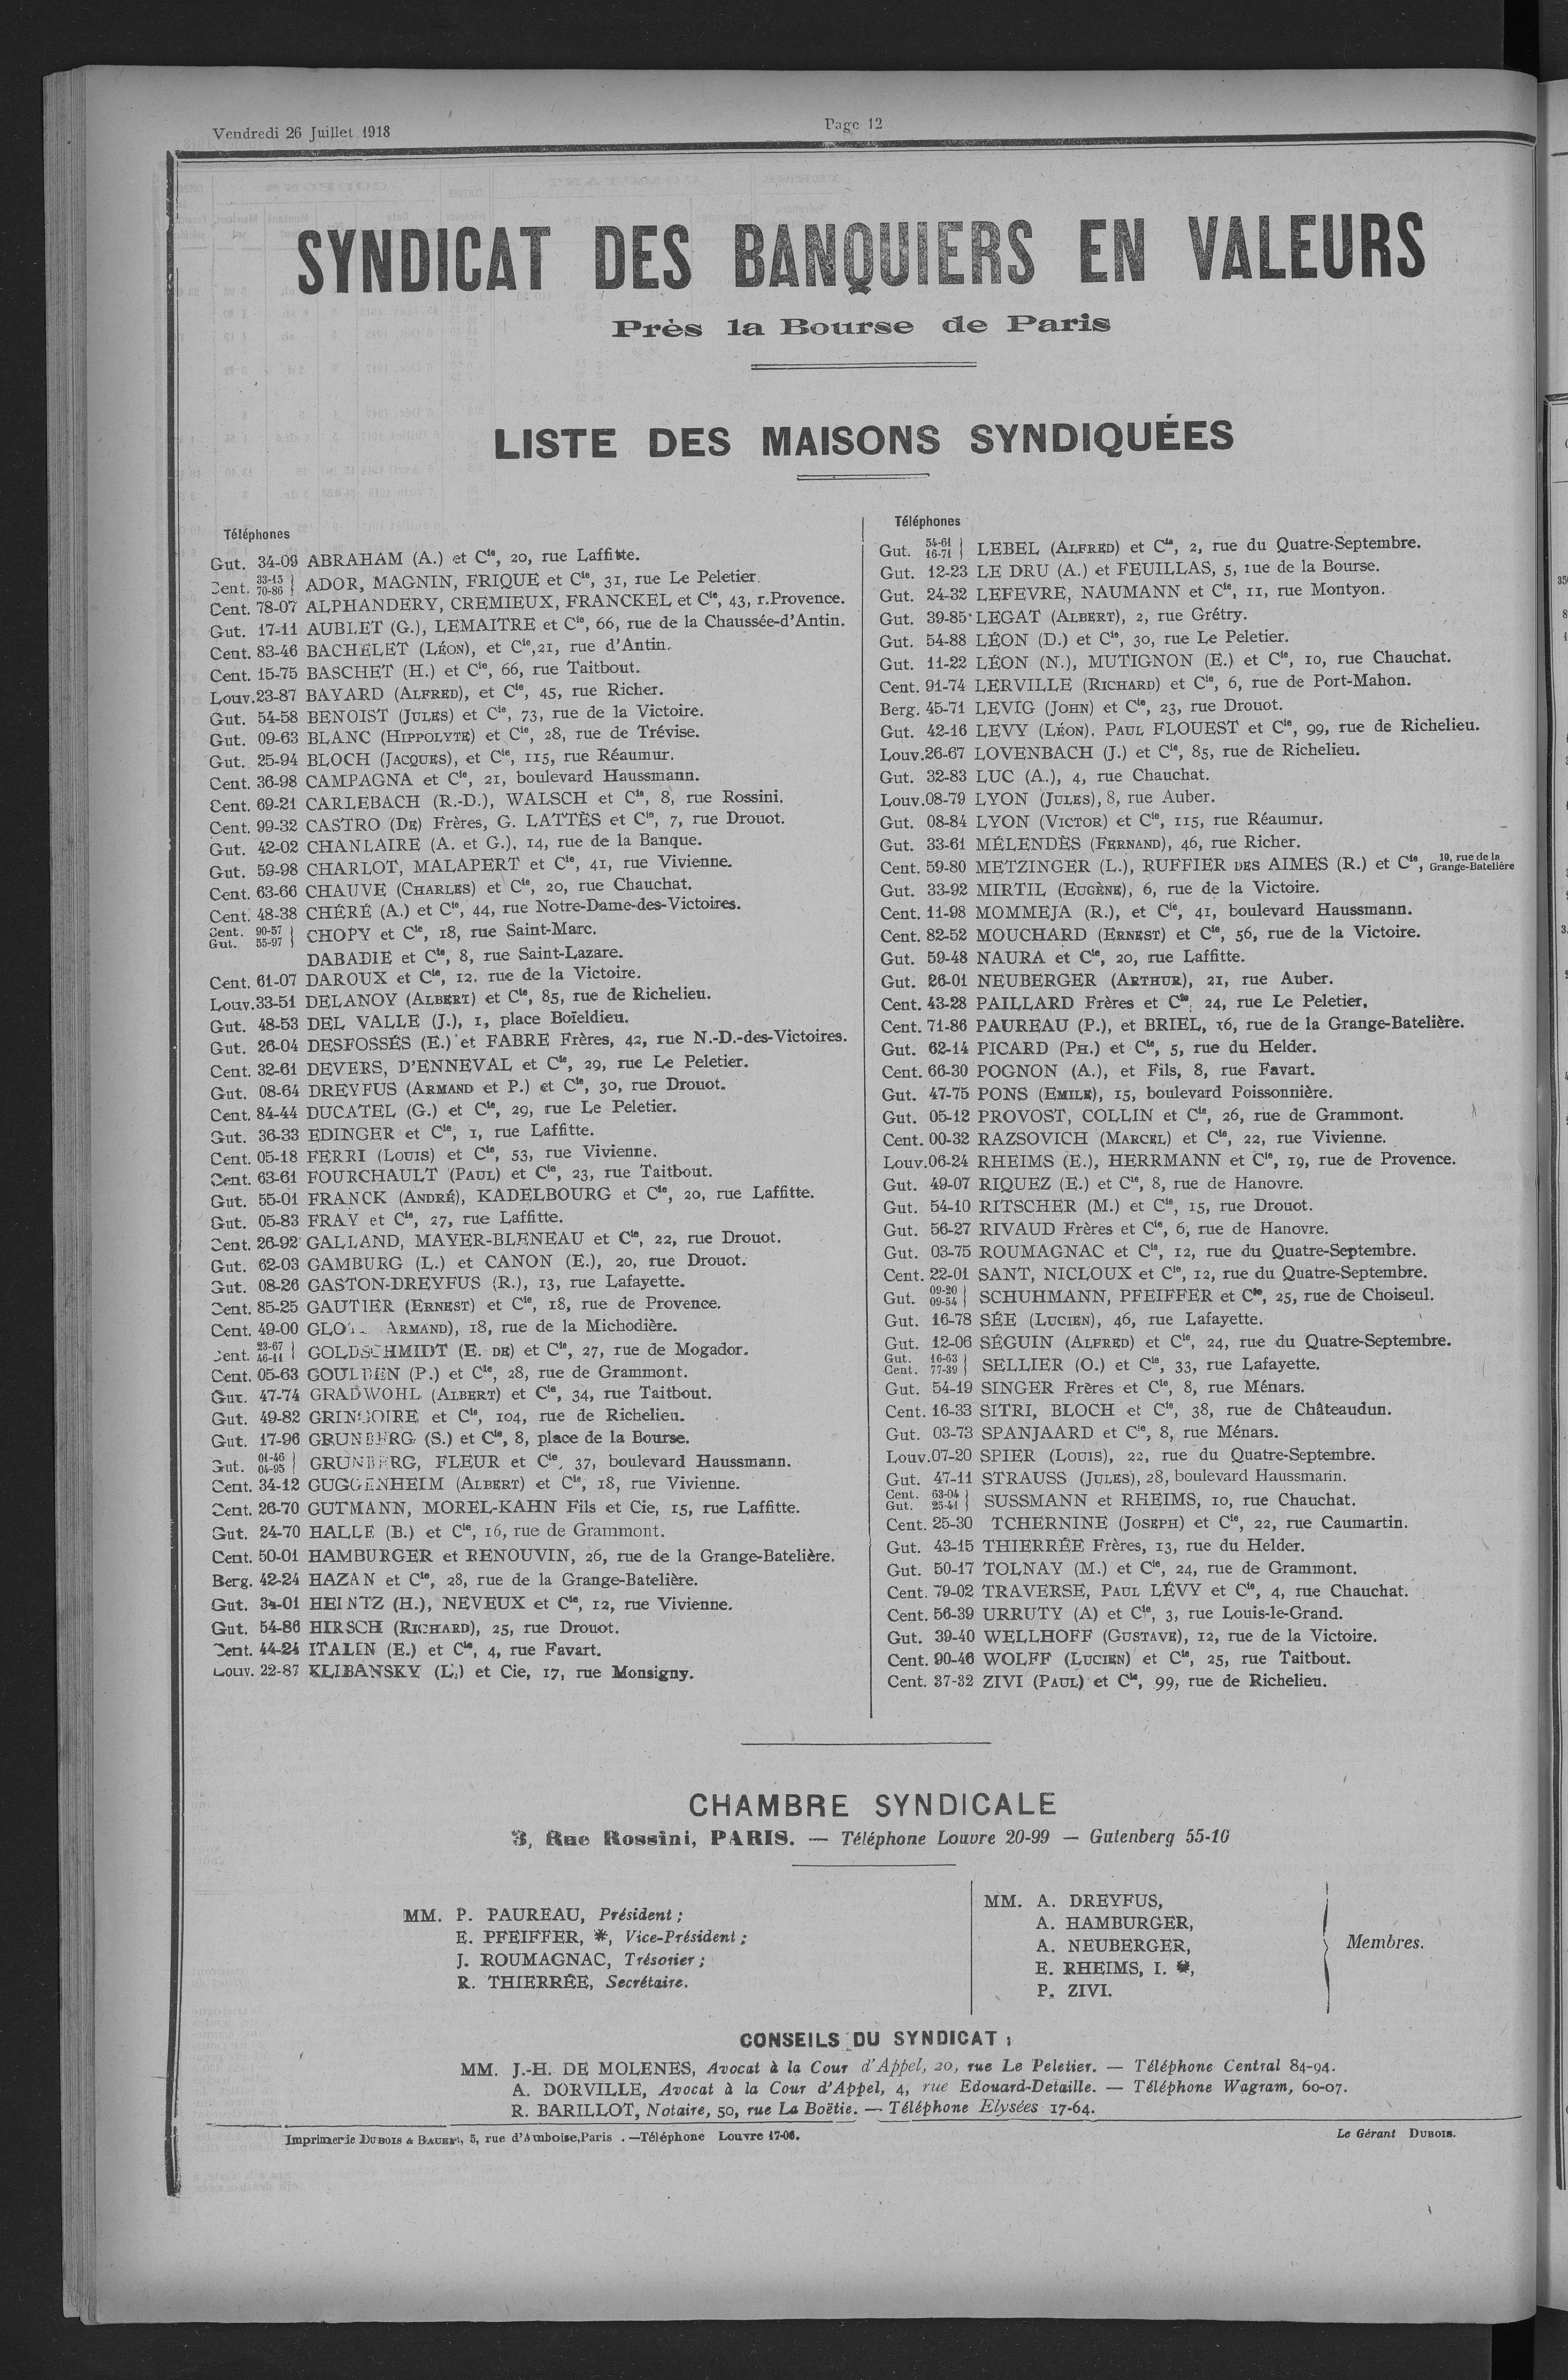 Vendredi 26 Juillet 1918
Page 12
SYNDICAT DES BANQUIERS EN VALEURS
Près la Bourse de Paris
LISTE DES MAISONS SYNDIQUÉES
Téléphones
Gut. 34-09 ABRAHAM (A.) et Cie, 20, rue Laffitte.
Cent. 33-15 70-86 } ADOR, MAGNIN, FRIQUE et Cie, 31, rue Le Peletier.
Cent. 78-07 ALPHANDERY, CREMIEUX, FRANCKEL et Cie, 43, r.Provence.
Gut. 17-11 AUBLET (G.), LEMAITRE et Cie, 66, rue de la Chaussée-d'Antin.
Cent. 83-46 BACHELET (LÉON), et Cie,21, rue d'Antin.
Cent. 15-75 BASCHET (H.) et Cie, 66, rue Taitbout.
Louv.23-87 BAYARD (ALFRED), et Cie, 45, rue Richer.
Gut. 54-58 BENOIST (JULES) et Cie, 73, rue de la Victoire.
Gut. 09-63 BLANC (HIPPOLYTE) et Cie, 28, rue de Trévise.
Gut. 25-94 BLOCH (JACQUES), et Cie, 115, rue Réaumur.
Cent. 36-98 CAMPAGNA et Cie, 21, boulevard Haussmann.
Cent. 69-21 CARLEBACH (R.-D.), WALSCH et Cie, 8, rue Rossini.
Cent. 99-32 CASTRO (DE) Frères, G. LATTÈS et Cie, 7, rue Drouot.
Gut. 42-02 CHANLAIRE (A. et G.), 14, rue de la Banque.
Gut. 59-98 CHARLOT, MALAPERT et Cie, 41, rue Vivienne.
Cent. 63-66 CHAUVE (CHARLES) et Cie, 20, rue Chauchat.
Cent. 48-38 CHÉRÉ (A.) et Cie, 44, rue Notre-Dame-des-Victoires.
Cent. 90-57 Gut. 55-97 } CHOPY et Cie, 18, rue Saint-Marc.
DABADIE et Cie, 8, rue Saint-Lazare.
Cent. 61-07 DAROUX et Cie, 12, rue de la Victoire.
Louv.33-51 DELANOY (ALBERT) et Cie, 85, rue de Richelieu.
Gut. 48-53 DEL VALLE (J.), 1, place Boïeldieu.
Gut. 26-04 DESFOSSÉS (E.) et FABRE Frères, 42, rue N.-D.-des-Victoires.
Cent. 32-61 DEVERS, D'ENNEVAL et Cie, 29, rue Le Peletier.
Gut. 08-64 DREYFUS (ARMAND et P.) et Cie, 30, rue Drouot.
Cent. 84-44 DUCATEL (G.) et Cie, 29, rue Le Peletier.
Gut. 36-33 EDINGER et Cie, 1, rue Laffitte.
Cent. 05-18 FERRI (LOUIS) et Cie, 53, rue Vivienne.
Cent. 63-61 FOURCHAULT (PAUL) et Cie, 23, rue Taitbout.
Gut. 55-01 FRANCK (ANDRÉ), KADELBOURG et Cie, 20, rue Laffitte.
Gut. 05-83 FRAY et Cie, 27, rue Laffitte.
Cent. 26-92 GALLAND, MAYER-BLENEAU et Cie, 22, rue Drouot.
Gut. 62-03 GAMBURG (L.) et CANON (E.), 20, rue Drouot.
Gut. 08-26 GASTON-DREYFUS (R.), 13, rue Lafayette.
Cent. 85-25 GAUTIER (ERNEST) et Cie, 18, rue de Provence.
Cent. 49-00 ARMAND), 18, rue de la Michodière.
Cent. 23-67 46-11 } GOLDSCHMIDT (E. DE) et Cie, 27, rue de Mogador.
Cent. 05-63 GOULDEN (P.) et Cie, 28, rue de Grammont.
Gut. 47-74 GRADWOHL (ALBERT) et Cie, 34, rue Taitbout.
Gut. 49-82 GRINGOIRE et Cie, 104, rue de Richelieu.
Gut. 17-96 GRUNBERG (S.) et Cie, 8, place de la Bourse.
Gut. 01-46 04-95 } GRUNBERG, FLEUR et Cie, 37, boulevard Haussmann.
Cent. 34-12 GUGGENHEIM (ALBERT) et Cie, 18, rue Vivienne.
Cent. 26-70 GUTMANN, MOREL-KAHN Fils et Cie, 15, rue Laffitte.
Gut. 24-70 HALLE (B.) et Cie, 16, rue de Grammont.
Cent. 50-01 HAMBURGER et RENOUVIN, 26, rue de la Grange-Batelière.
Berg. 42-24 HAZAN et Cie, 28, rue de la Grange-Batelière.
Gut. 34-01 HEINTZ (H.), NEVEUX et Cie, 12, rue Vivienne.
Gut. 54-86 HIRSCH (RICHARD), 25, rue Drouot.
Cent. 44-24 ITALIN (E.) et Cie, 4, rue Favart.
Louv. 22-87 KLIBANSKY (L.) et Cie, 17, rue Monsigny.
Téléphones
Gut. 54-61 16-71 } LEBEL (ALFRED) et Cie, 2, rue du Quatre-Septembre.
Gut. 12-23 LE DRU (A.) et FEUILLAS, 5, rue de la Bourse.
Gut. 24-32 LEFEVRE, NAUMANN et Cie, 11, rue Montyon.
Gut. 39-85 LEGAT (ALBERT), 2, rue Grétry.
Gut. 54-88 LÉON (D.) et Cie, 30, rue Le Peletier.
Gut. 11-22 LÉON (N.), MUTIGNON (E.) et Cie, 10, rue Chauchat.
Cent. 91-74 LERVILLE (RICHARD) et Cie, 6, rue de Port-Mahon.
Berg. 45-71 LEVIG (JOHN) et Cie, 23, rue Drouot.
Gut. 42-16 LEVY (LÉON), PAUL FLOUEST et Cie, 99, rue de Richelieu.
Louv.26-67 LOVENBACH (J.) et Cie, 85, rue de Richelieu.
Gut. 32-83 LUC (A.), 4, rue Chauchat.
Louv.08-79 LYON (JULES), 8, rue Auber.
Gut. 08-84 LYON (VICTOR) et Cie, 115, rue Réaumur.
Gut. 33-61 MÉLENDÈS (FERNAND), 46, rue Richer.
Cent. 59-80 METZINGER (L.), RUFFIER DES AIMES (R.) et Cie, 10, rue de la Grange-Batelière
Gut. 33-92 MIRTIL (EUGÈNE), 6, rue de la Victoire.
Cent. 11-98 MOMMEJA (R.), et Cie, 41, boulevard Haussmann.
Cent. 82-52 MOUCHARD (ERNEST) et Cie, 56, rue de la Victoire.
Gut. 59-48 NAURA et Cie, 20, rue Laffitte.
Gut. 26-01 NEUBERGER (ARTHUR), 21, rue Auber.
Cent. 43-28 PAILLARD Frères et Cie, 24, rue Le Peletier.
Cent. 71-86 PAUREAU (P.), et BRIEL, 16, rue de la Grange-Batelière.
Gut. 62-14 PICARD (PH.) et Cie, 5, rue du Helder.
Cent. 66-30 POGNON (A.), et Fils, 8, rue Favart.
Gut. 47-75 PONS (EMILE), 15, boulevard Poissonnière.
Gut. 05-12 PROVOST, COLLIN et Cie, 26, rue de Grammont.
Cent. 00-32 RAZSOVICH (MARCEL) et Cie, 22, rue Vivienne.
Louv.06-24 RHEIMS (E.), HERRMANN et Cie, 19, rue de Provence.
Gut. 49-07 RIQUEZ (E.) et Cie, 8, rue de Hanovre.
Gut. 54-10 RITSCHER (M.) et Cie, 15, rue Drouot.
Gut. 56-27 RIVAUD Frères et Cie, 6, rue de Hanovre.
Gut. 03-75 ROUMAGNAC et Cie, 12, rue du Quatre-Septembre.
Cent. 22-01 SANT, NICLOUX et Cie, 12, rue du Quatre-Septembre.
Gut. 09-20 09-54 } SCHUHMANN, PFEIFFER et Cie, 25, rue de Choiseul.
Gut. 16-78 SÉE (LUCIEN), 46, rue Lafayette.
Gut. 12-06 SÉGUIN (ALFRED) et Cie, 24, rue du Quatre-Septembre.
Gut. 16-63 Cent. 77-39 } SELLIER (O.) et Cie, 33, rue Lafayette.
Gut. 54-19 SINGER Frères et Cie, 8, rue Ménars.
Cent. 16-33 SITRI, BLOCH et Cie, 38, rue de Châteaudun.
Gut. 03-73 SPANJAARD et Cie, 8, rue Ménars.
Louv.07-20 SPIER (LOUIS), 22, rue du Quatre-Septembre.
Gut. 47-11 STRAUSS (JULES), 28, boulevard Haussmann.
Cent. 63-04 Gut. 25-41 } SUSSMANN et RHEIMS, 10, rue Chauchat.
Cent. 25-30 TCHERNINE (JOSEPH) et Cie, 22, rue Caumartin.
Gut. 43-15 THIERRÉE Frères, 13, rue du Helder.
Gut. 50-17 TOLNAY (M.) et Cie, 24, rue de Grammont.
Cent. 79-02 TRAVERSE, PAUL LÉVY et Cie, 4, rue Chauchat.
Cent. 56-39 URRUTY (A) et Cie, 3, rue Louis-le-Grand.
Gut. 39-40 WELLHOFF (GUSTAVE), 12, rue de la Victoire.
Cent. 90-46 WOLFF (LUCIEN) et Cie, 25, rue Taitbout.
Cent. 37-32 ZIVI (PAUL) et Cie, 99, rue de Richelieu.
CHAMBRE SYNDICALE
3, Rue Rossini, PARIS. — Téléphone Louvre 20-99 — Gutenberg 55-10
MM. P. PAUREAU, Président ;
E. PFEIFFER, *, Vice-Président ;
J. ROUMAGNAC, Trésorier ;
R. THIERRÉE, Secrétaire.
MM. A. DREYFUS,
A. HAMBURGER,
A. NEUBERGER,
E. RHEIMS, I. *,
P. ZIVI.
Membres.
CONSEILS DU SYNDICAT :
MM. J.-H. DE MOLENES, Avocat à la Cour d'Appel, 20, rue Le Peletier. — Téléphone Central 84-94.
A. DORVILLE, Avocat à la Cour d'Appel, 4, rue Edouard-Detaille. — Téléphone Wagram, 60-07.
R. BARILLOT, Notaire, 50, rue La Boëtie. — Téléphone Elysées 17-64.
Imprimerie DUBOIS & BAUER, 5, rue d'Amboise,Paris . —Téléphone Louvre 17-06.
Le Gérant DUBOIS.